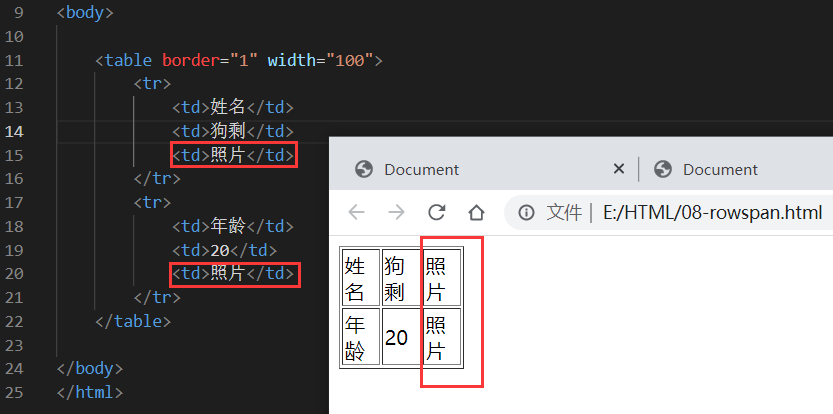 9 <body>
10
11 <table border="1" width="100">
12 <tr>
13 <td>姓名</td>
14 <td>狗剩</td>
15 <td>照片</td>
16 </tr>
17 <tr>
18 <td>年龄</td>
19 <td>20</td>
20 <td>照片</td>
21 </tr>
22 </table>
23
24 </body>
25 </html>
Document
Document
文件 | E:/HTML/08-rowspan.html
姓名 狗剩 照片
年龄 20 照片